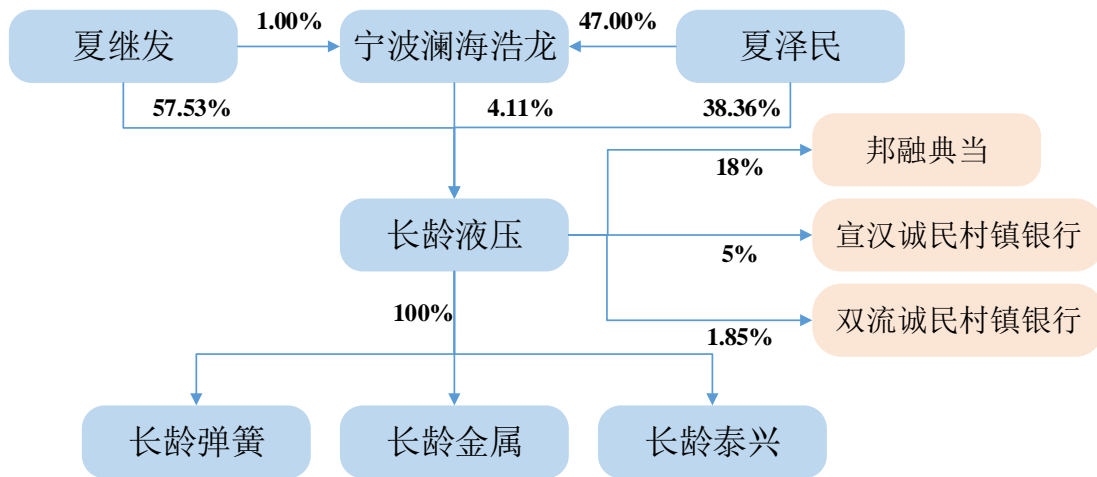 1.00%
47.00%
夏继发
宁波澜海浩龙
夏泽民
57.53%
4.11%
38.36%
邦融典当
18%
长龄液压
宣汉诚民村镇银行
5%
100%
双流诚民村镇银行
1.85%
长龄弹簧
长龄金属
长龄泰兴